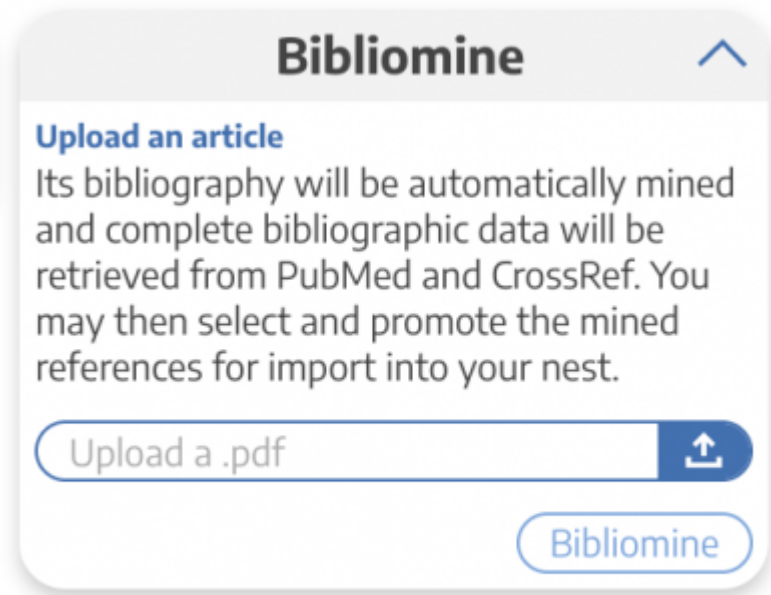 Bibliomine
Upload an article
Its bibliography will be automatically mined
and complete bibliographic data will be
retrieved from PubMed and CrossRef. You
may then select and promote the mined
references for import into your nest.
Upload a .pdf
Bibliomine